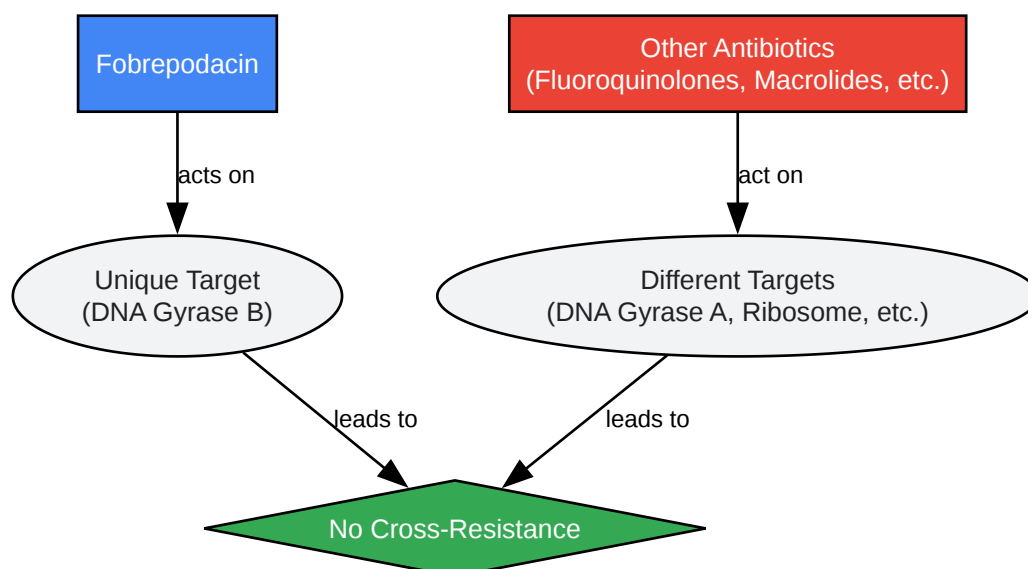 Fobrepodacin
Other Antibiotics
(Fluoroquinolones, Macrolides, etc.)
acts on
act on
Unique Target
(DNA Gyrase B)
Different Targets
(DNA Gyrase A, Ribosome, etc.)
leads to
leads to
No Cross-Resistance